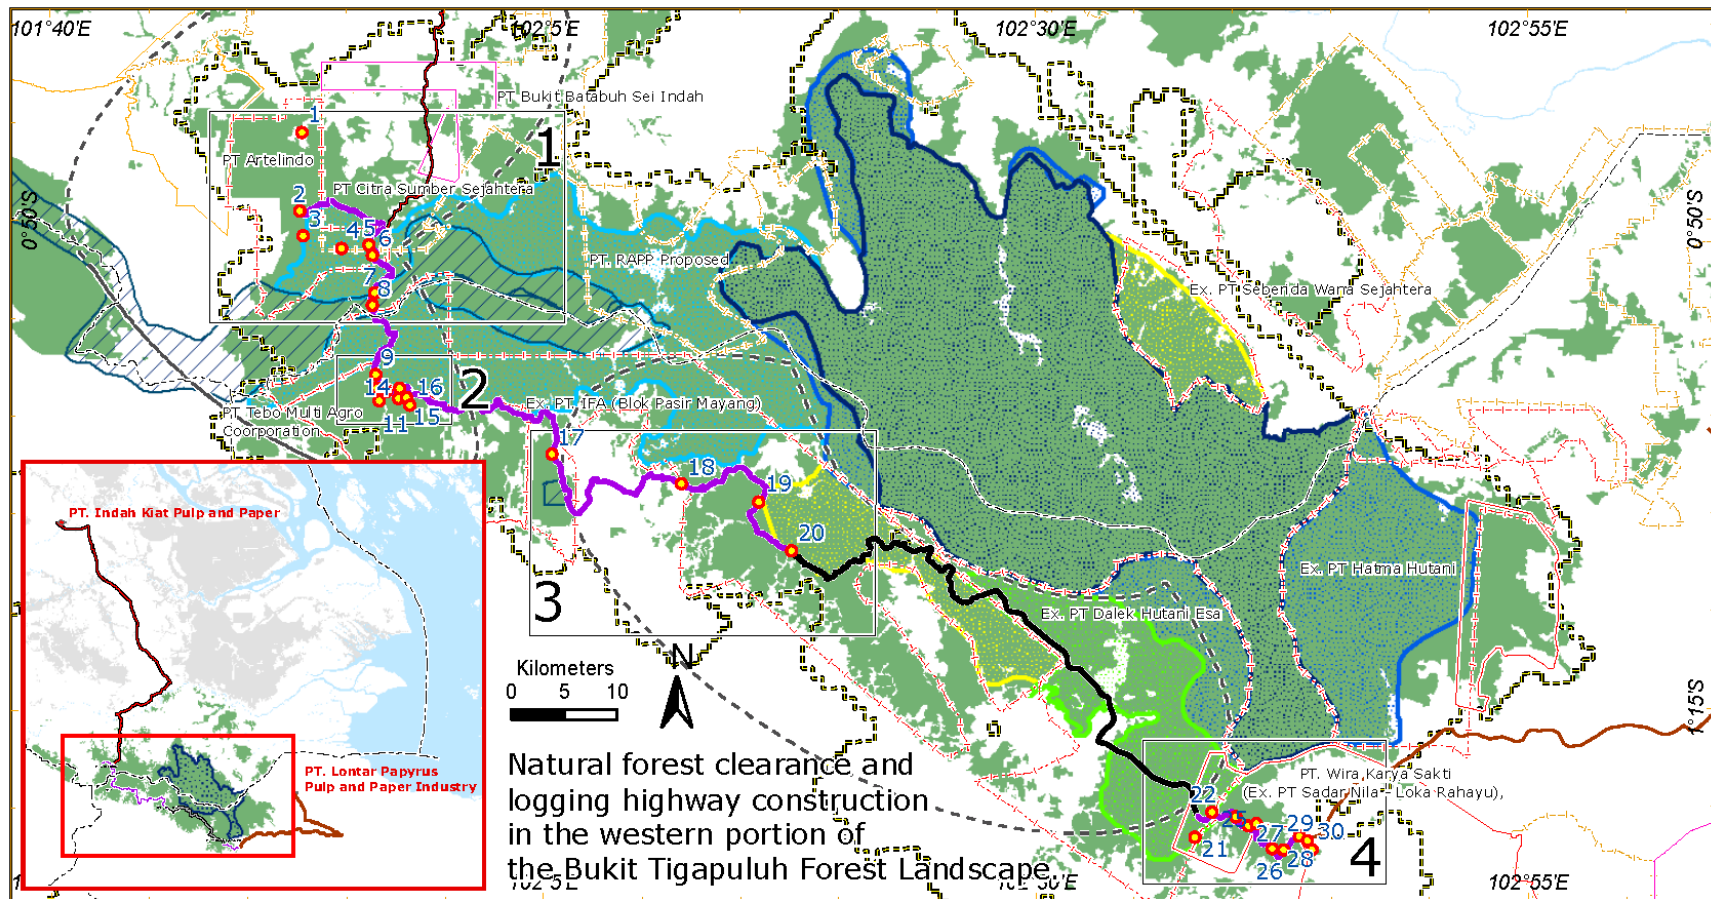 101°40'E
102°5'E
102°30'E
102°55'E
PT Bukit Batabuh Sei Indah
1
1
PT Artelindo
PT Citra Sumber Sejahtera
2
3
4
5
6
0°50'S
0°50'S
PT. RAPP Proposed
7
8
Ex. PT Seberida Wana Sejahtera
9
14
16
2
11
15
Ex. PT IFA (Blok Pasir Mayang)
PT Tebo Multi Agro
Coorporation
17
18
19
20
3
PT. Indah Kiat Pulp and Paper
Ex. PT Hatma Hutani
Ex. PT Dalek Hutani Esa
N
Kilometers
0 5 10
1°15'S
Natural forest clearance and
logging highway construction
in the western portion of
the Bukit Tigapuluh Forest Landscape.
PT. Lontar Papyrus
Pulp and Paper Industry
PT. Wira Karya Sakti
(Ex. PT Sadar Nila - Loka Rahayu),
22
21
27
29
30
26
28
4
102°5'E
102°30'E
102°55'E